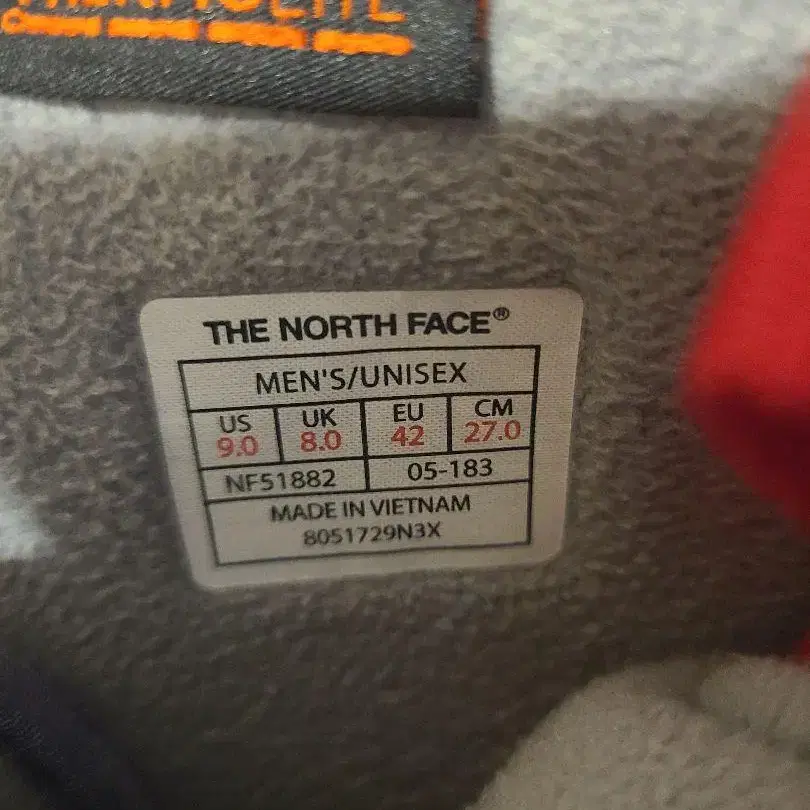 THE NORTH FACE®
MEN'S/UNISEX
US UK EU CM
9.0 8.0 42 27.0
NF51882 05-183
MADE IN VIETNAM
8051729N3X